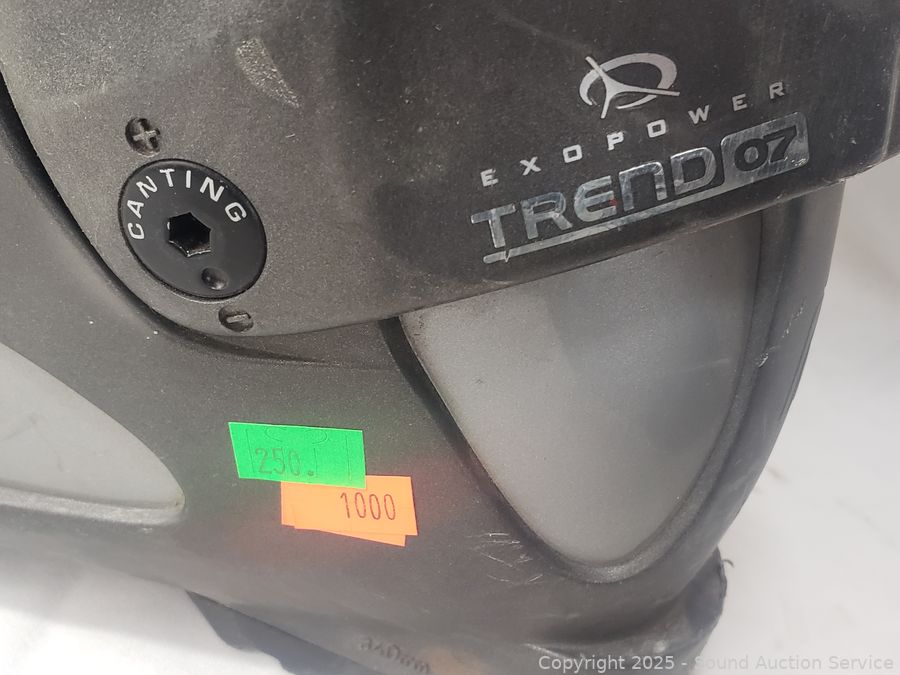 EXOPOWER
TREND 07
+
CANTING
-
250.
1000
Copyright © 2025 - Sound Auction Service